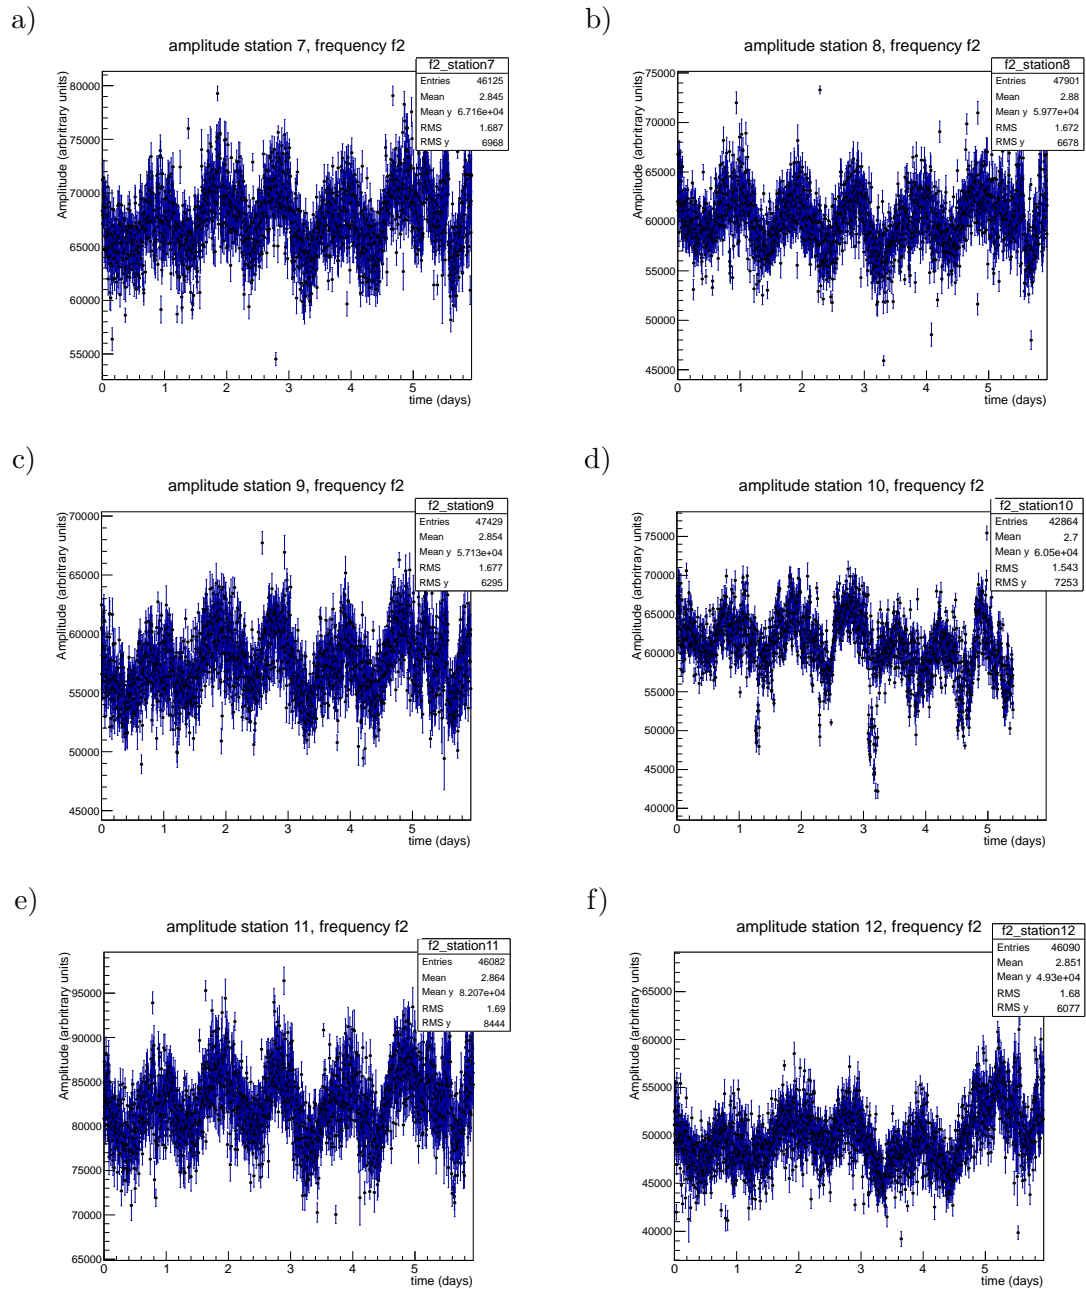 a)
amplitude station 7, frequency f2
f2_station7
Entries 46125
Mean 2.845
Mean y 6.716e+04
RMS 1.687
RMS y 6968
Amplitude (arbritrary units)
80000
75000
70000
65000
60000
55000
0 1 2 3 4 5
time (days)
b)
amplitude station 8, frequency f2
f2_station8
Entries 47901
Mean 2.88
Mean y 5.977e+04
RMS 1.672
RMS y 6678
Amplitude (arbritrary units)
75000
70000
65000
60000
55000
50000
45000
0 1 2 3 4 5
time (days)
c)
amplitude station 9, frequency f2
f2_station9
Entries 47429
Mean 2.854
Mean y 5.713e+04
RMS 1.677
RMS y 6295
Amplitude (arbritrary units)
70000
65000
60000
55000
50000
45000
0 1 2 3 4 5
time (days)
d)
amplitude station 10, frequency f2
f2_station10
Entries 42864
Mean 2.7
Mean y 6.05e+04
RMS 1.543
RMS y 7253
Amplitude (arbritrary units)
75000
70000
65000
60000
55000
50000
45000
40000
0 1 2 3 4 5
time (days)
e)
amplitude station 11, frequency f2
f2_station11
Entries 46082
Mean 2.864
Mean y 8.207e+04
RMS 1.69
RMS y 8444
Amplitude (arbritrary units)
95000
90000
85000
80000
75000
70000
65000
0 1 2 3 4 5
time (days)
f)
amplitude station 12, frequency f2
f2_station12
Entries 46090
Mean 2.851
Mean y 4.93e+04
RMS 1.68
RMS y 6077
Amplitude (arbritrary units)
65000
60000
55000
50000
45000
40000
0 1 2 3 4 5
time (days)